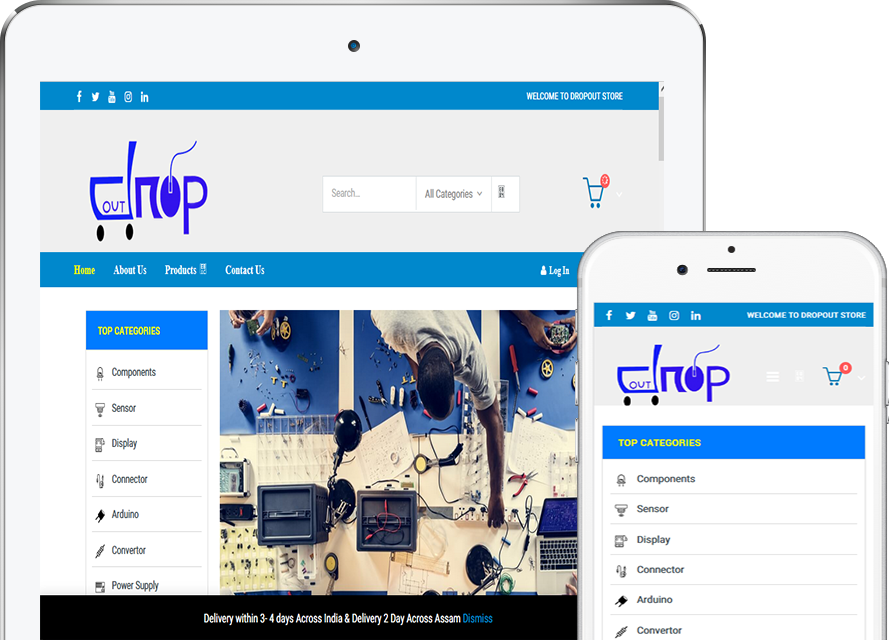 WELCOME TO DROPOUT STORE
OUT drop
Search...
All Categories
Home
About Us
Products
Contact Us
Log In
TOP CATEGORIES
Components
Sensor
Display
Connector
Arduino
Convertor
Power Supply
Delivery within 3- 4 days Across India & Delivery 2 Day Across Assam Dismiss
WELCOME TO DROPOUT STORE
OUT drop
0
TOP CATEGORIES
Components
Sensor
Display
Connector
Arduino
Convertor